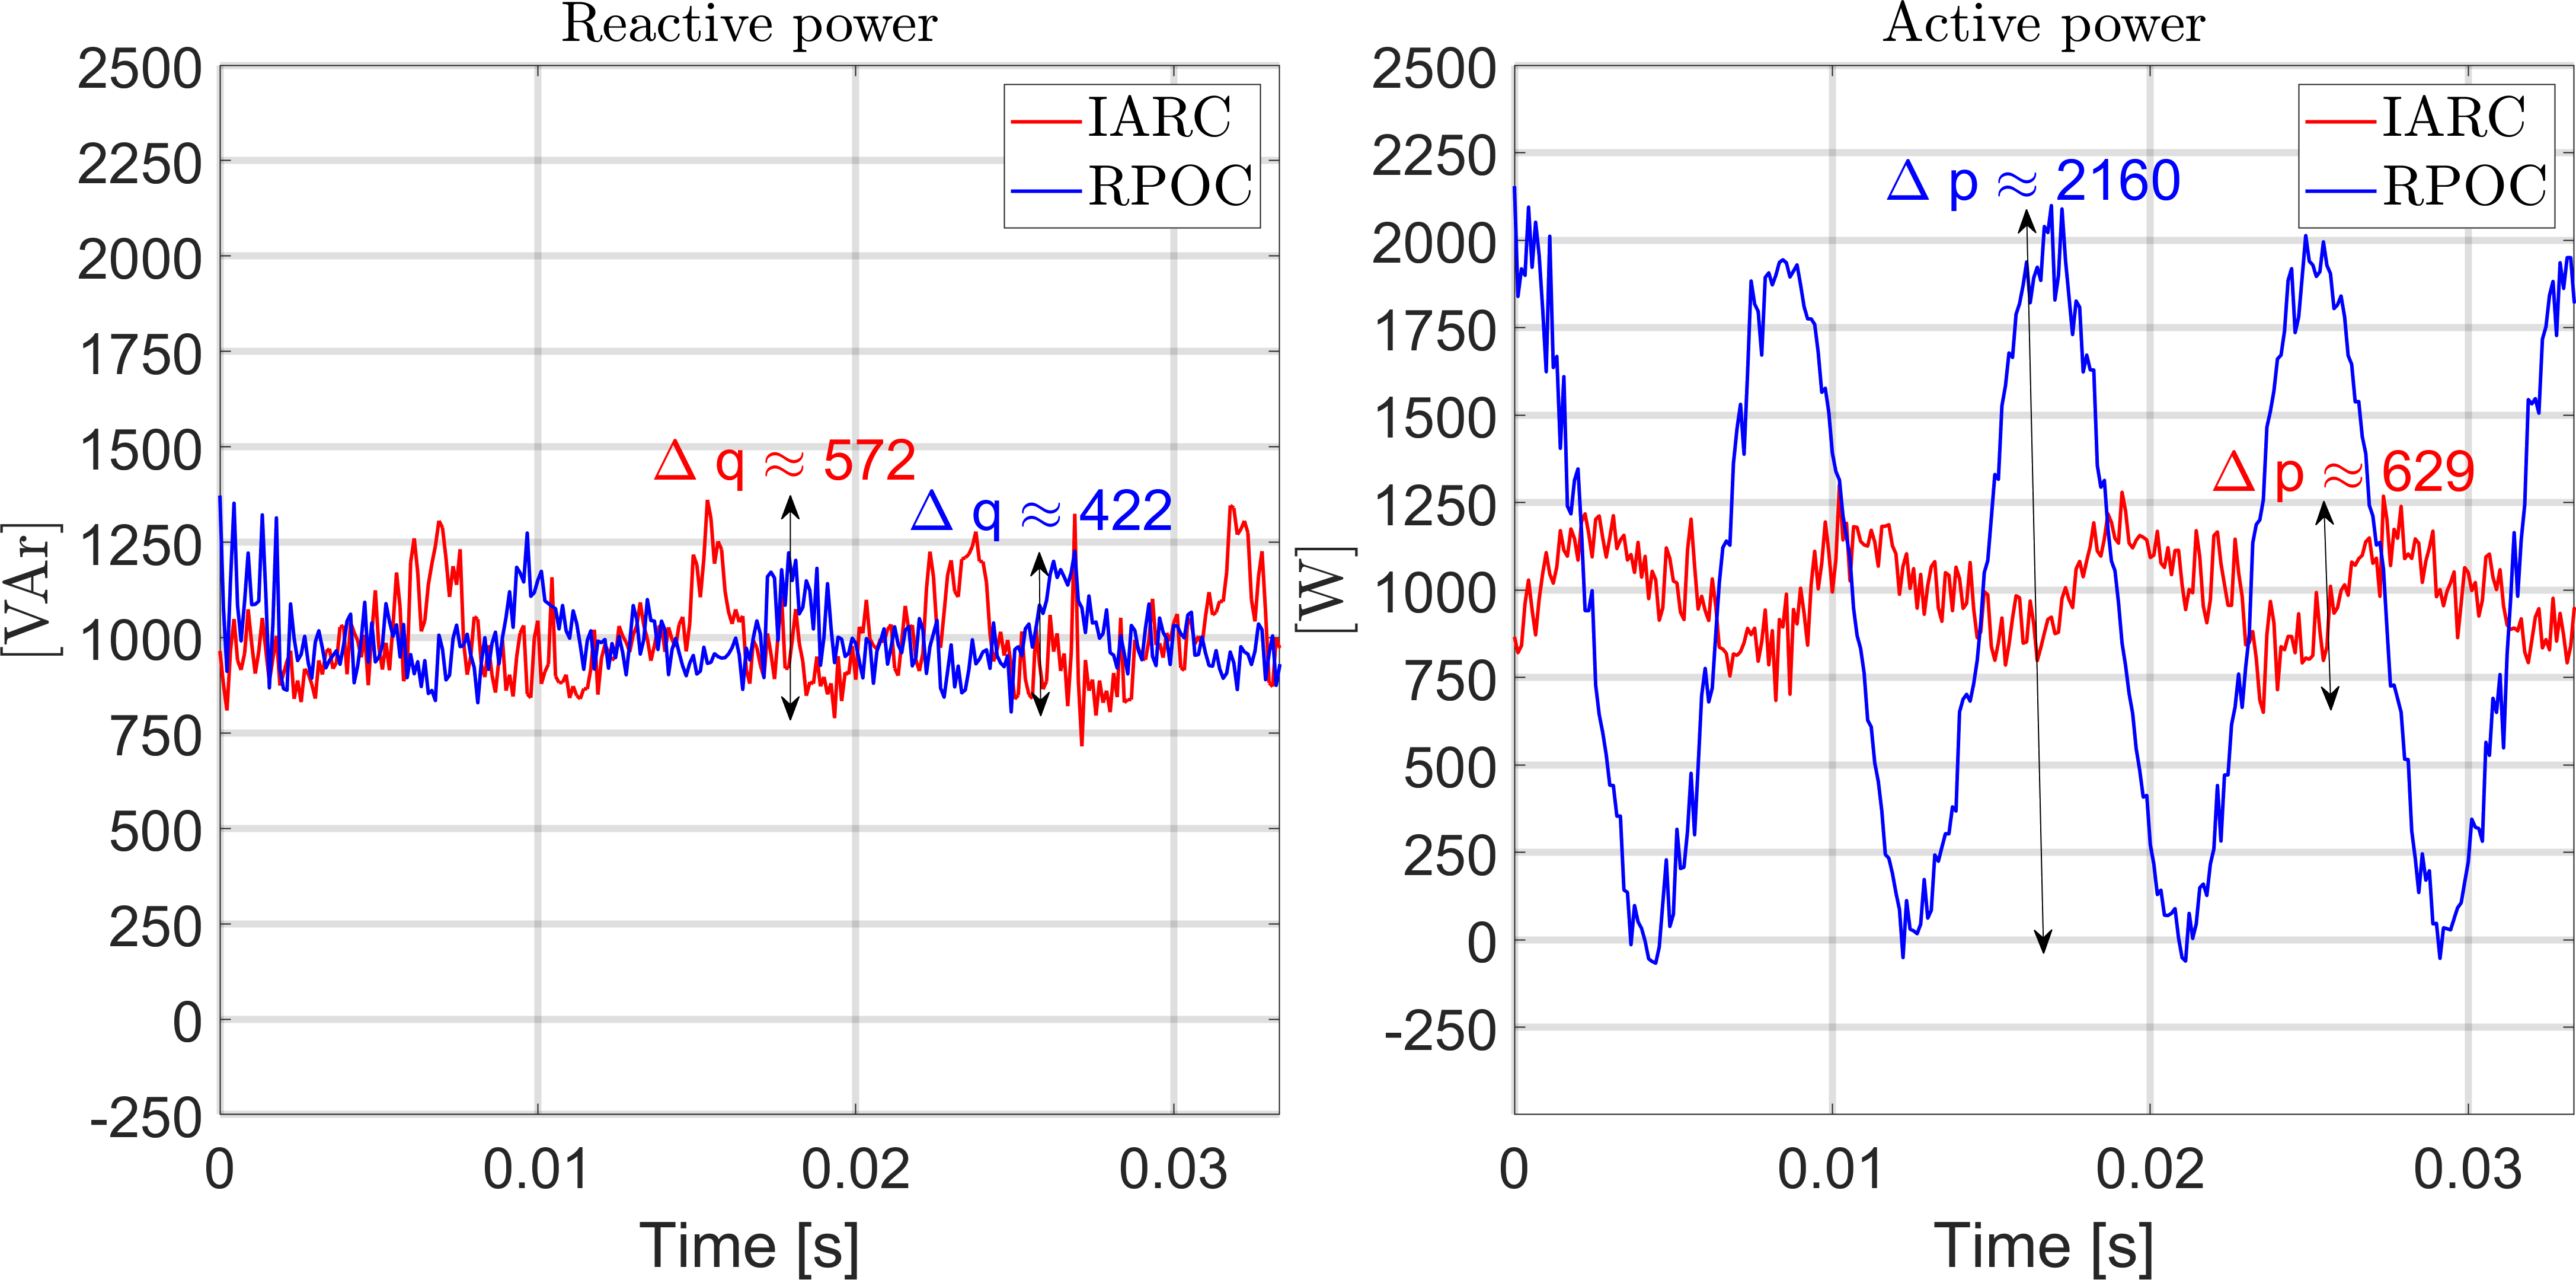 Reactive power
2500
2250
2000
1750
1500
1250
1000
750
500
250
0
-250
[VAr]
IARC
RPOC
Δ q ≈ 572
Δ q ≈ 422
0 0.01 0.02 0.03
Time [s]
Active power
2500
2250
2000
1750
1500
1250
1000
750
500
250
0
-250
[W]
IARC
RPOC
Δ p ≈ 2160
Δ p ≈ 629
0 0.01 0.02 0.03
Time [s]